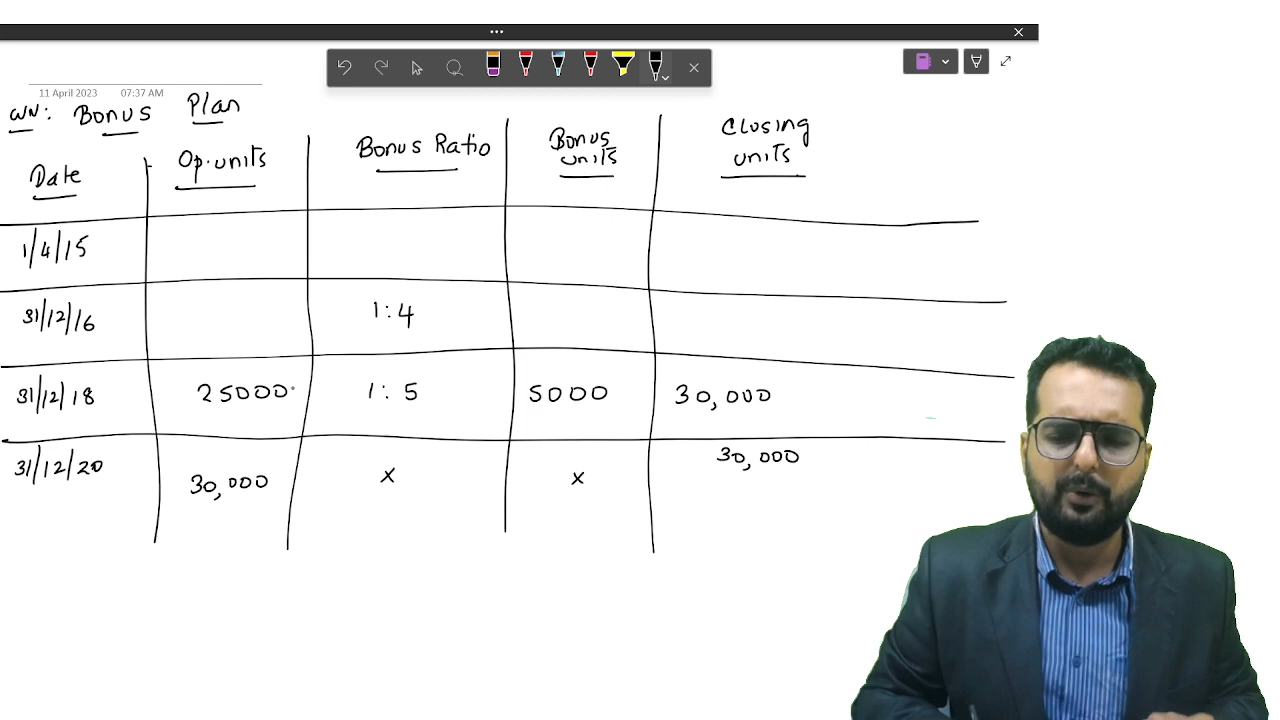 11 April 2023 07:37 AM
WN: Bonus Plan
Date Op. units Bonus Ratio Bonus units Closing units
1/4/15
31/12/16 1:4
31/12/18 25000 1:5 5000 30,000
31/12/20 30,000 x x 30,000